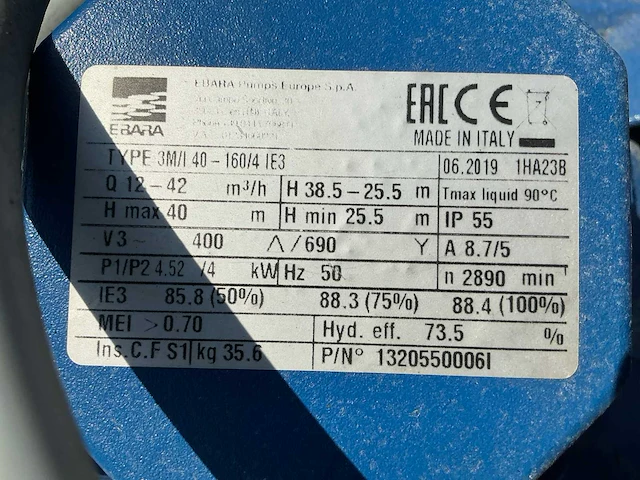 EBARA Pumps Europe S.p.A.
EBARA
EAC CE
MADE IN ITALY
TYPE 3M/I 40-160/4 IE3 06.2019 1HA23B
Q 12-42 m³/h H 38.5-25.5 m Tmax liquid 90°C
H max 40 m H min 25.5 m IP 55
V3~ 400 Δ/690 Y A 8.7/5
P1/P2 4.52 /4 kW Hz 50 n 2890 min⁻¹
IE3 85.8 (50%) 88.3 (75%) 88.4 (100%)
MEI >0.70 Hyd. eff. 73.5 %
Ins.C.F S1 kg 35.6 P/N° 1320550006I